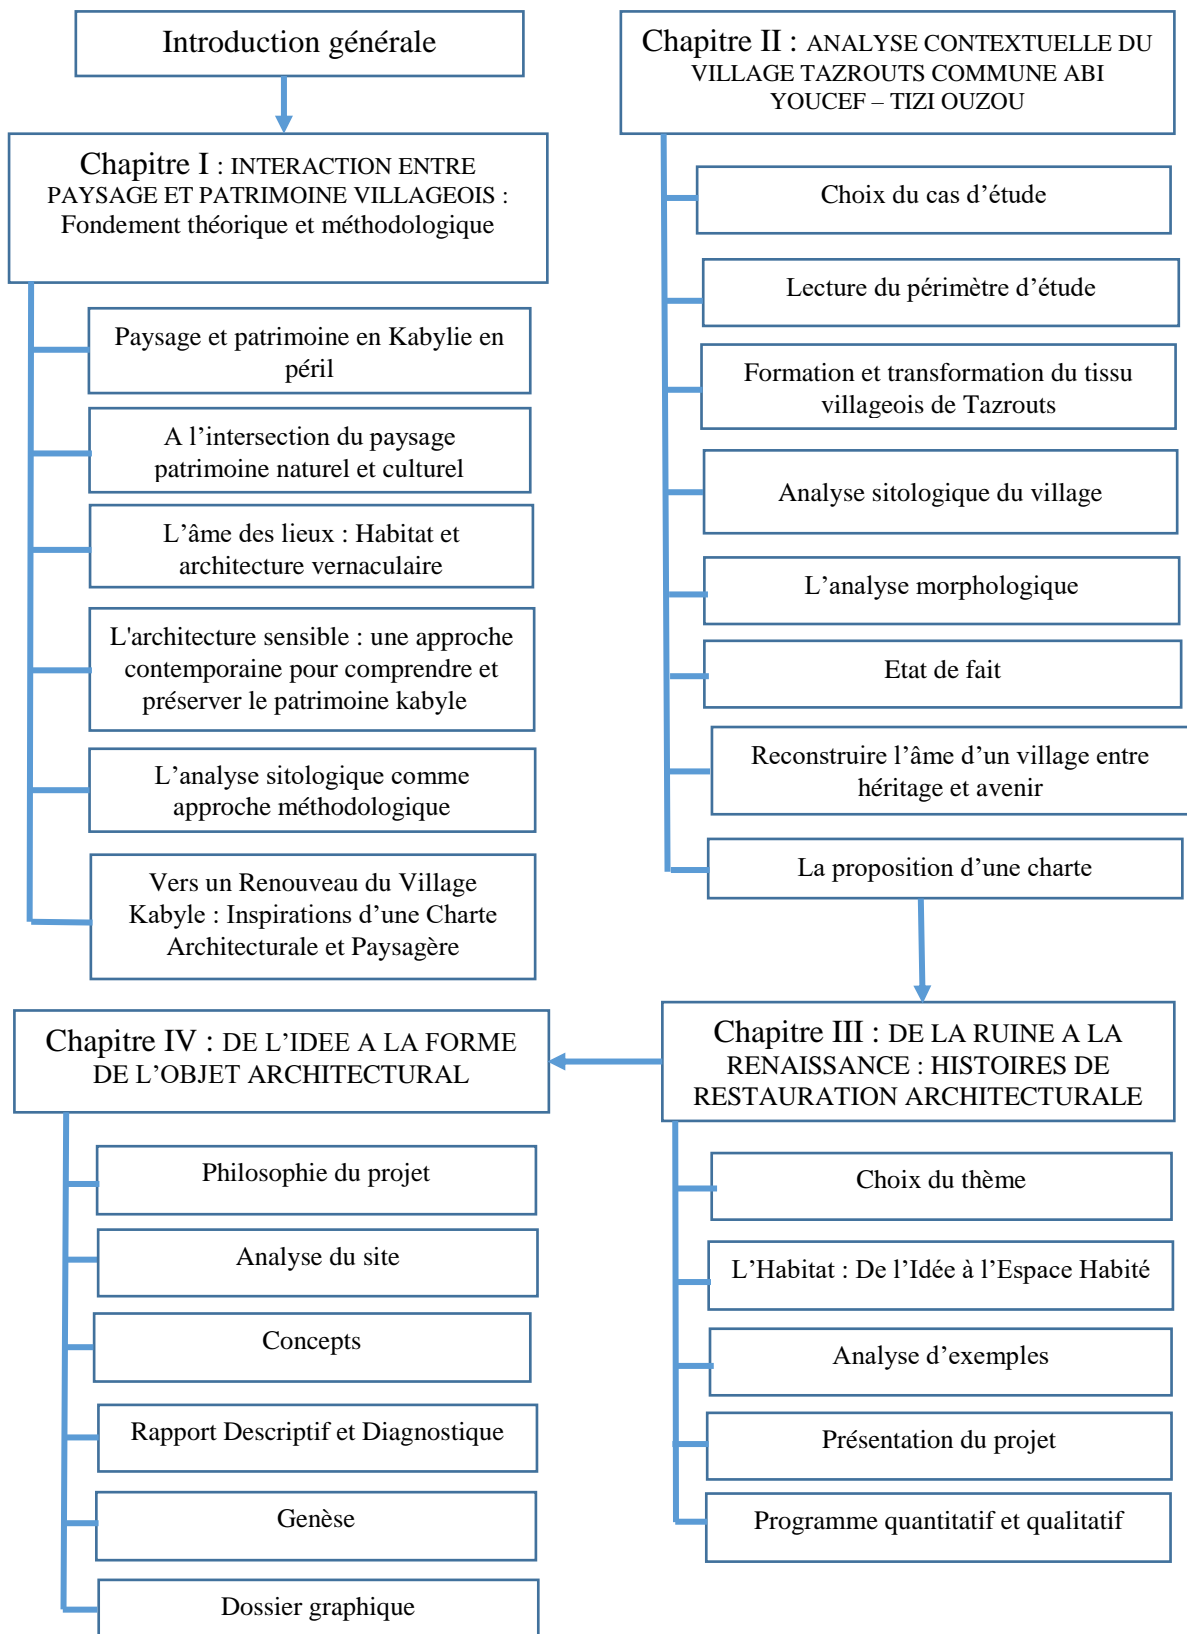 Introduction générale
Chapitre I : INTERACTION ENTRE
PAYSAGE ET PATRIMOINE VILLAGEOIS :
Fondement théorique et méthodologique
Paysage et patrimoine en Kabylie en
péril
A l’intersection du paysage
patrimoine naturel et culturel
L’âme des lieux : Habitat et
architecture vernaculaire
L'architecture sensible : une approche
contemporaine pour comprendre et
préserver le patrimoine kabyle
L’analyse sitologique comme
approche méthodologique
Vers un Renouveau du Village
Kabyle : Inspirations d’une Charte
Architecturale et Paysagère
Chapitre II : ANALYSE CONTEXTUELLE DU
VILLAGE TAZROUTS COMMUNE ABI
YOUCEF – TIZI OUZOU
Choix du cas d’étude
Lecture du périmètre d’étude
Formation et transformation du tissu
villageois de Tazrouts
Analyse sitologique du village
L’analyse morphologique
Etat de fait
Reconstruire l’âme d’un village entre
héritage et avenir
La proposition d’une charte
Chapitre III : DE LA RUINE A LA
RENAISSANCE : HISTOIRES DE
RESTAURATION ARCHITECTURALE
Choix du thème
L’Habitat : De l’Idée à l’Espace Habité
Analyse d’exemples
Présentation du projet
Programme quantitatif et qualitatif
Chapitre IV : DE L’IDEE A LA FORME
DE L’OBJET ARCHITECTURAL
Philosophie du projet
Analyse du site
Concepts
Rapport Descriptif et Diagnostique
Genèse
Dossier graphique